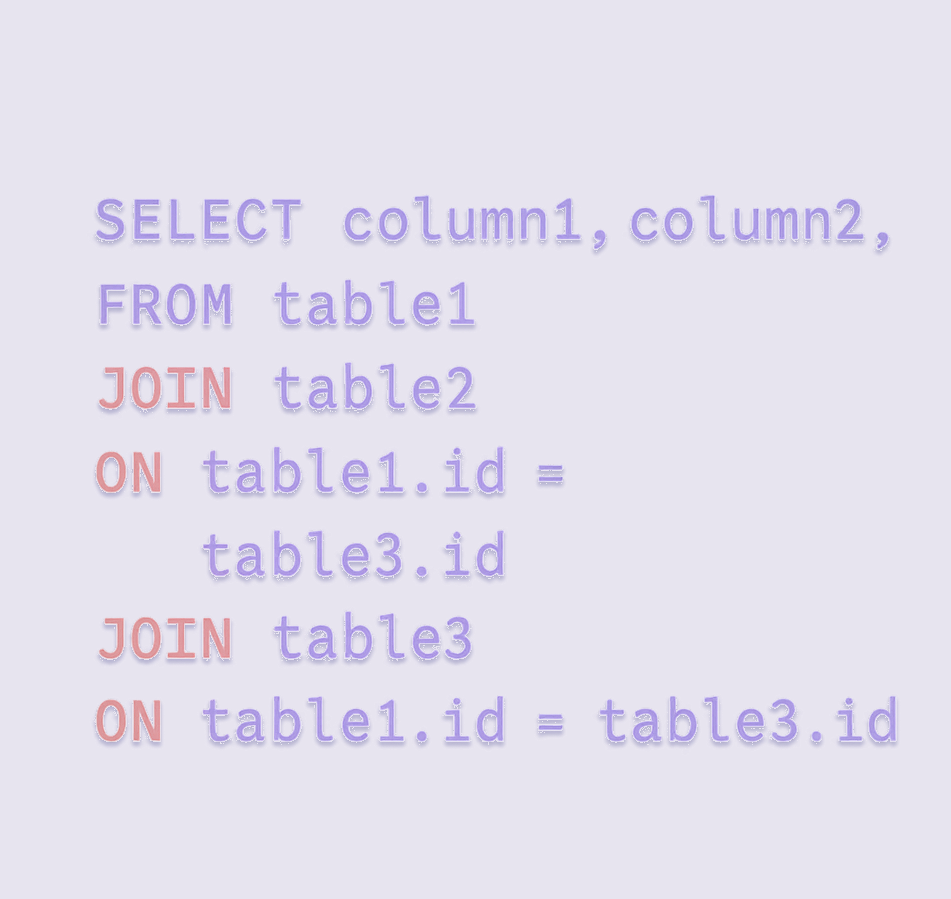 SELECT column1, column2,
FROM table1
JOIN table2
ON table1.id =
table3.id
JOIN table3
ON table1.id = table3.id